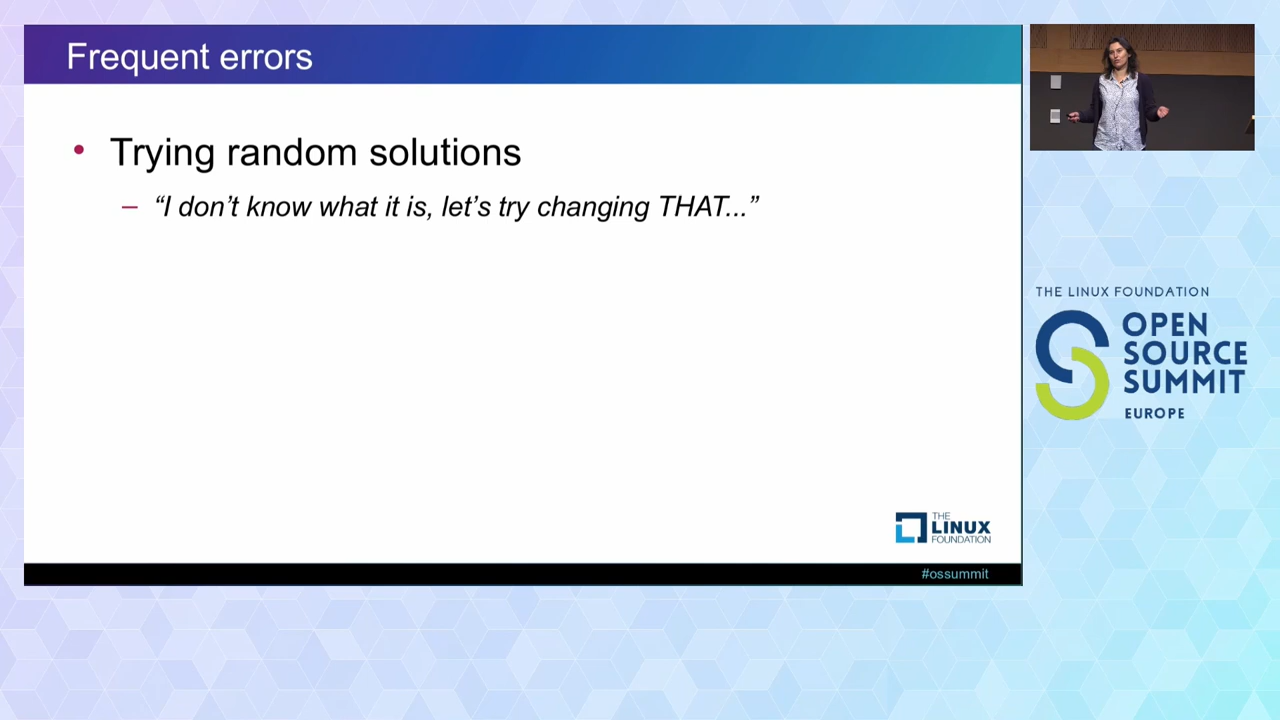 Frequent errors
• Trying random solutions
– “I don’t know what it is, let’s try changing THAT...”
THE
LINUX
FOUNDATION
#ossummit
THE LINUX FOUNDATION
OPEN
SOURCE
SUMMIT
EUROPE